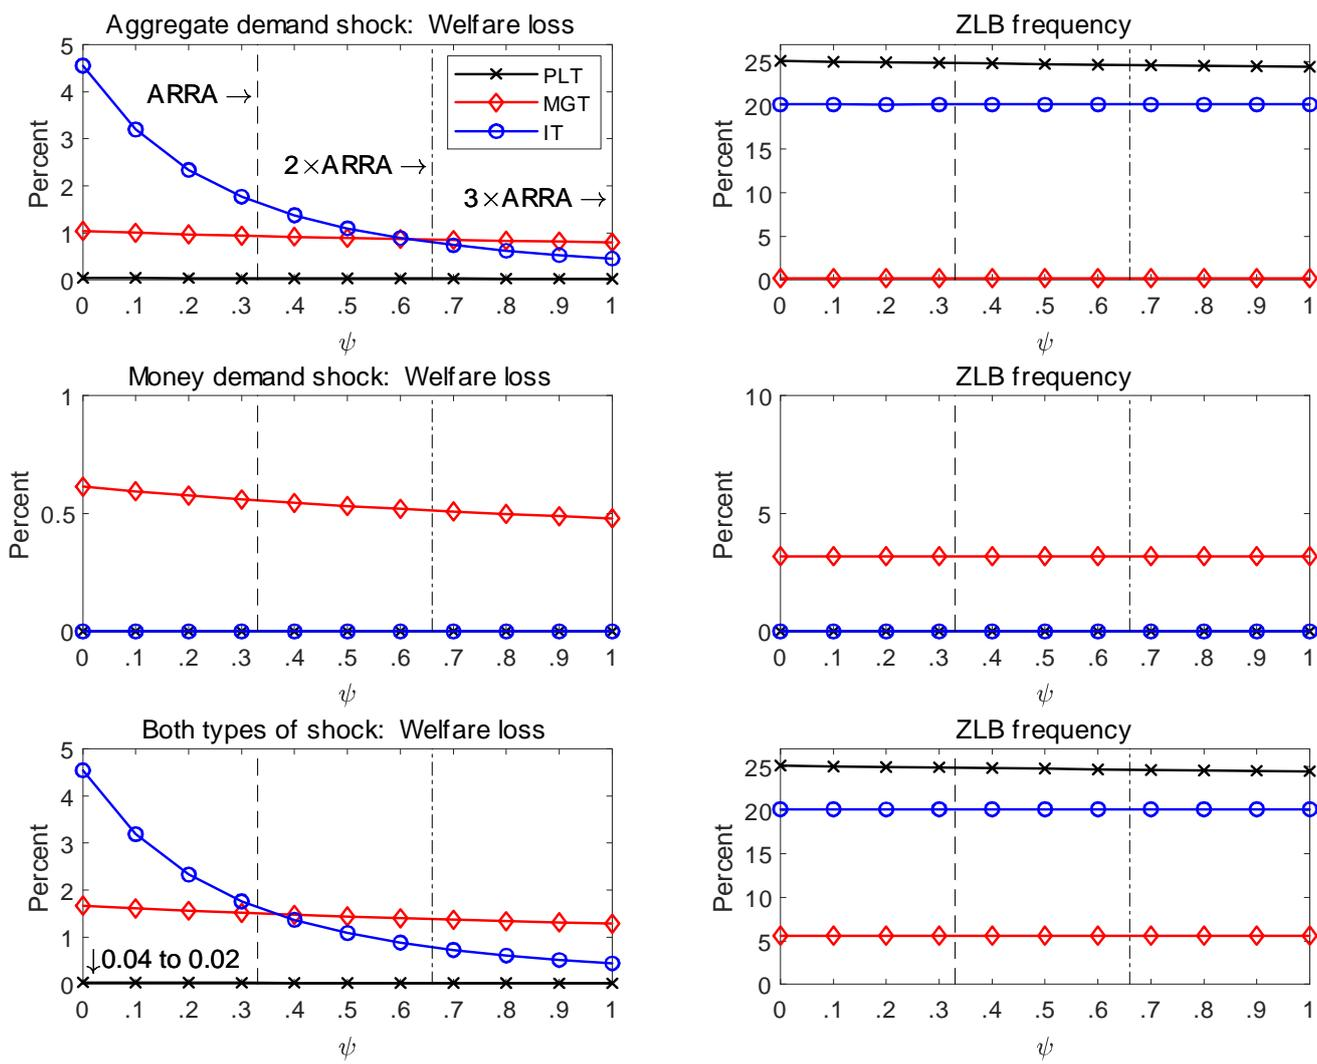 Aggregate demand shock: Welfare loss
5
4
3
2
1
0
Percent
ARRA →
2×ARRA →
3×ARRA →
PLT
MGT
IT
0 .1 .2 .3 .4 .5 .6 .7 .8 .9 1
ψ
ZLB frequency
25
20
15
10
5
0
Percent
0 .1 .2 .3 .4 .5 .6 .7 .8 .9 1
ψ
Money demand shock: Welfare loss
1
0.5
0
Percent
0 .1 .2 .3 .4 .5 .6 .7 .8 .9 1
ψ
ZLB frequency
10
5
0
Percent
0 .1 .2 .3 .4 .5 .6 .7 .8 .9 1
ψ
Both types of shock: Welfare loss
5
4
3
2
1
0
Percent
↓0.04 to 0.02
0 .1 .2 .3 .4 .5 .6 .7 .8 .9 1
ψ
ZLB frequency
25
20
15
10
5
0
Percent
0 .1 .2 .3 .4 .5 .6 .7 .8 .9 1
ψ